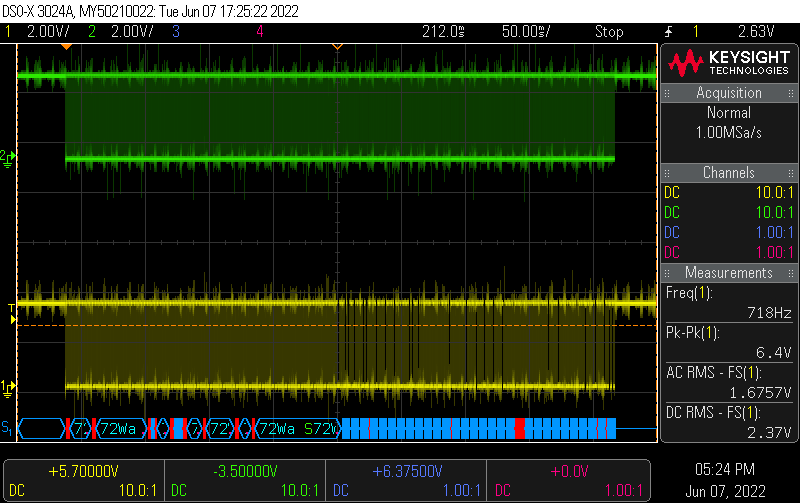 DSO-X 3024A, MY50210022: Tue Jun 07 17:25:22 2022
1 2.00V/ 2 2.00V/ 3 4 212.0ms 50.00ms/ Stop 1 2.63V
KEYSIGHT
TECHNOLOGIES
Acquisition
Normal
1.00MSa/s
Channels
DC 10.0:1
DC 10.0:1
DC 1.00:1
DC 1.00:1
Measurements
Freq(1):
718Hz
Pk-Pk(1):
6.4V
AC RMS - FS(1):
1.6757V
DC RMS - FS(1):
2.37V
2
T
1
S1 72Wa 72 72Wa S72W
+5.70000V -3.50000V +6.37500V +0.0V
DC 10.0:1 DC 10.0:1 DC 1.00:1 DC 1.00:1
05:24 PM
Jun 07, 2022